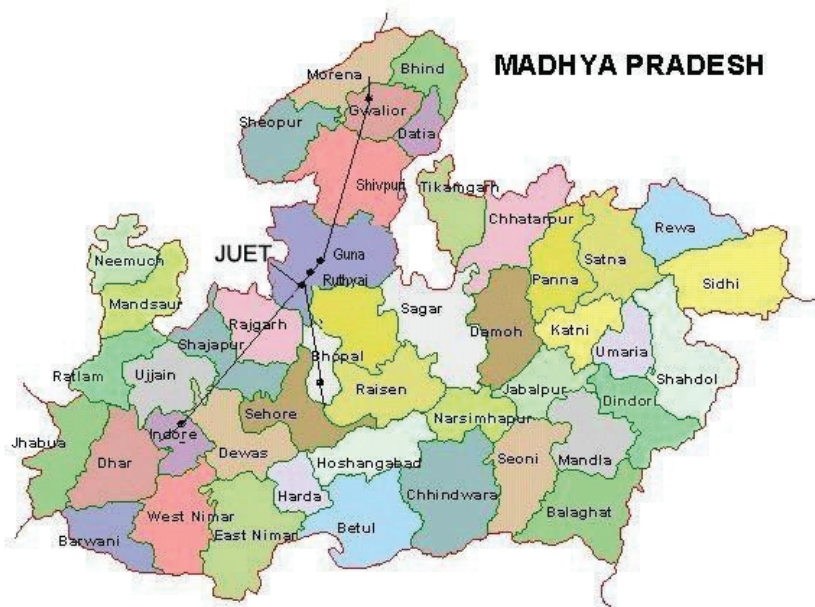 MADHYA PRADESH
Morena
Bhind
Gwalior
Sheopur
Datia
Shivpuri
Tikamgarh
Chhatarpur
Rewa
Satna
Panna
Sidhi
JUET
Guna
Ruthyai
Neemuch
Mandsaur
Rajgarh
Shajapur
Sagar
Damoh
Katni
Umaria
Bhopal
Ratlam
Ujjain
Raisen
Jabalpur
Shahdol
Dindori
Sehore
Narsimhapur
Jhabua
Indore
Dhar
Dewas
Hoshangabad
Seoni
Mandla
Harda
Chhindwara
Balaghat
West Nimar
East Nimar
Betul
Barwani